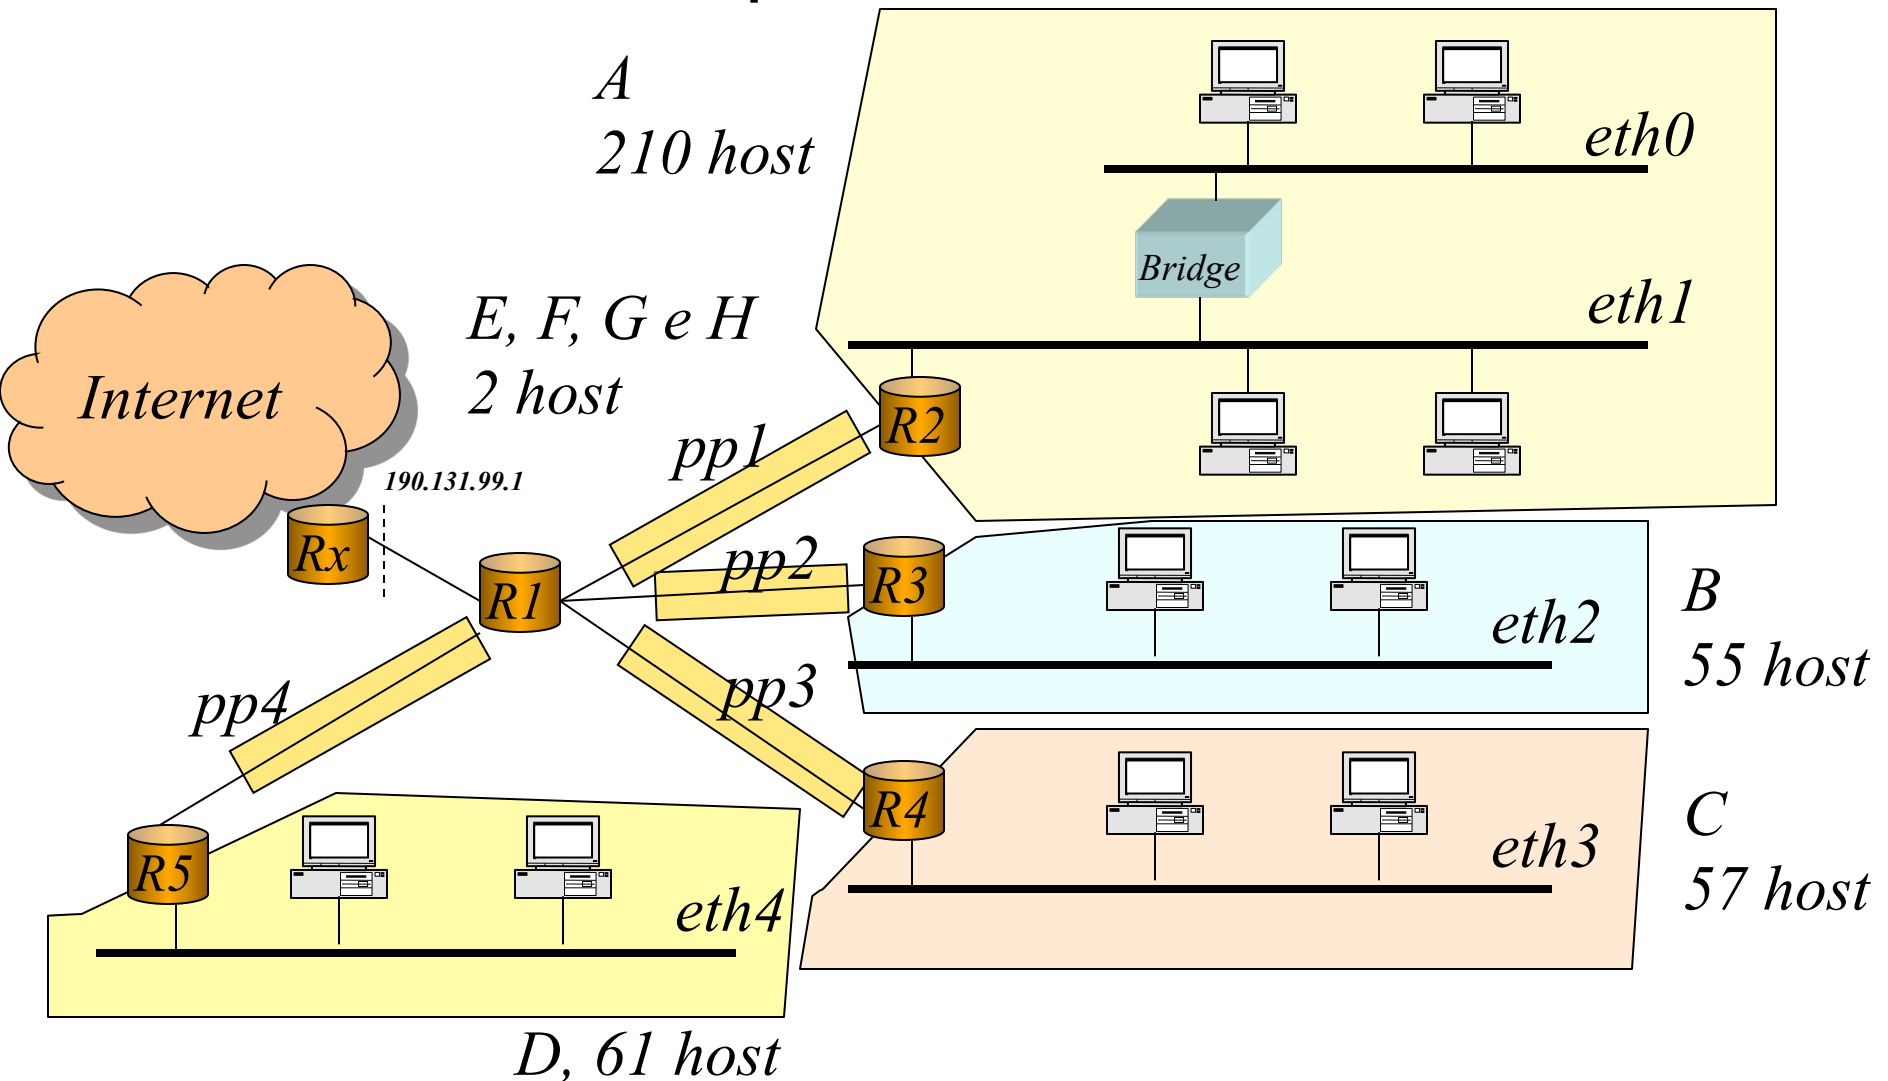 A
210 host
eth0
Bridge
eth1
E, F, G e H
2 host
Internet
R2
pp1
190.131.99.1
Rx
R1
pp2
R3
B
55 host
eth2
pp3
pp4
R4
C
57 host
eth3
R5
eth4
D, 61 host